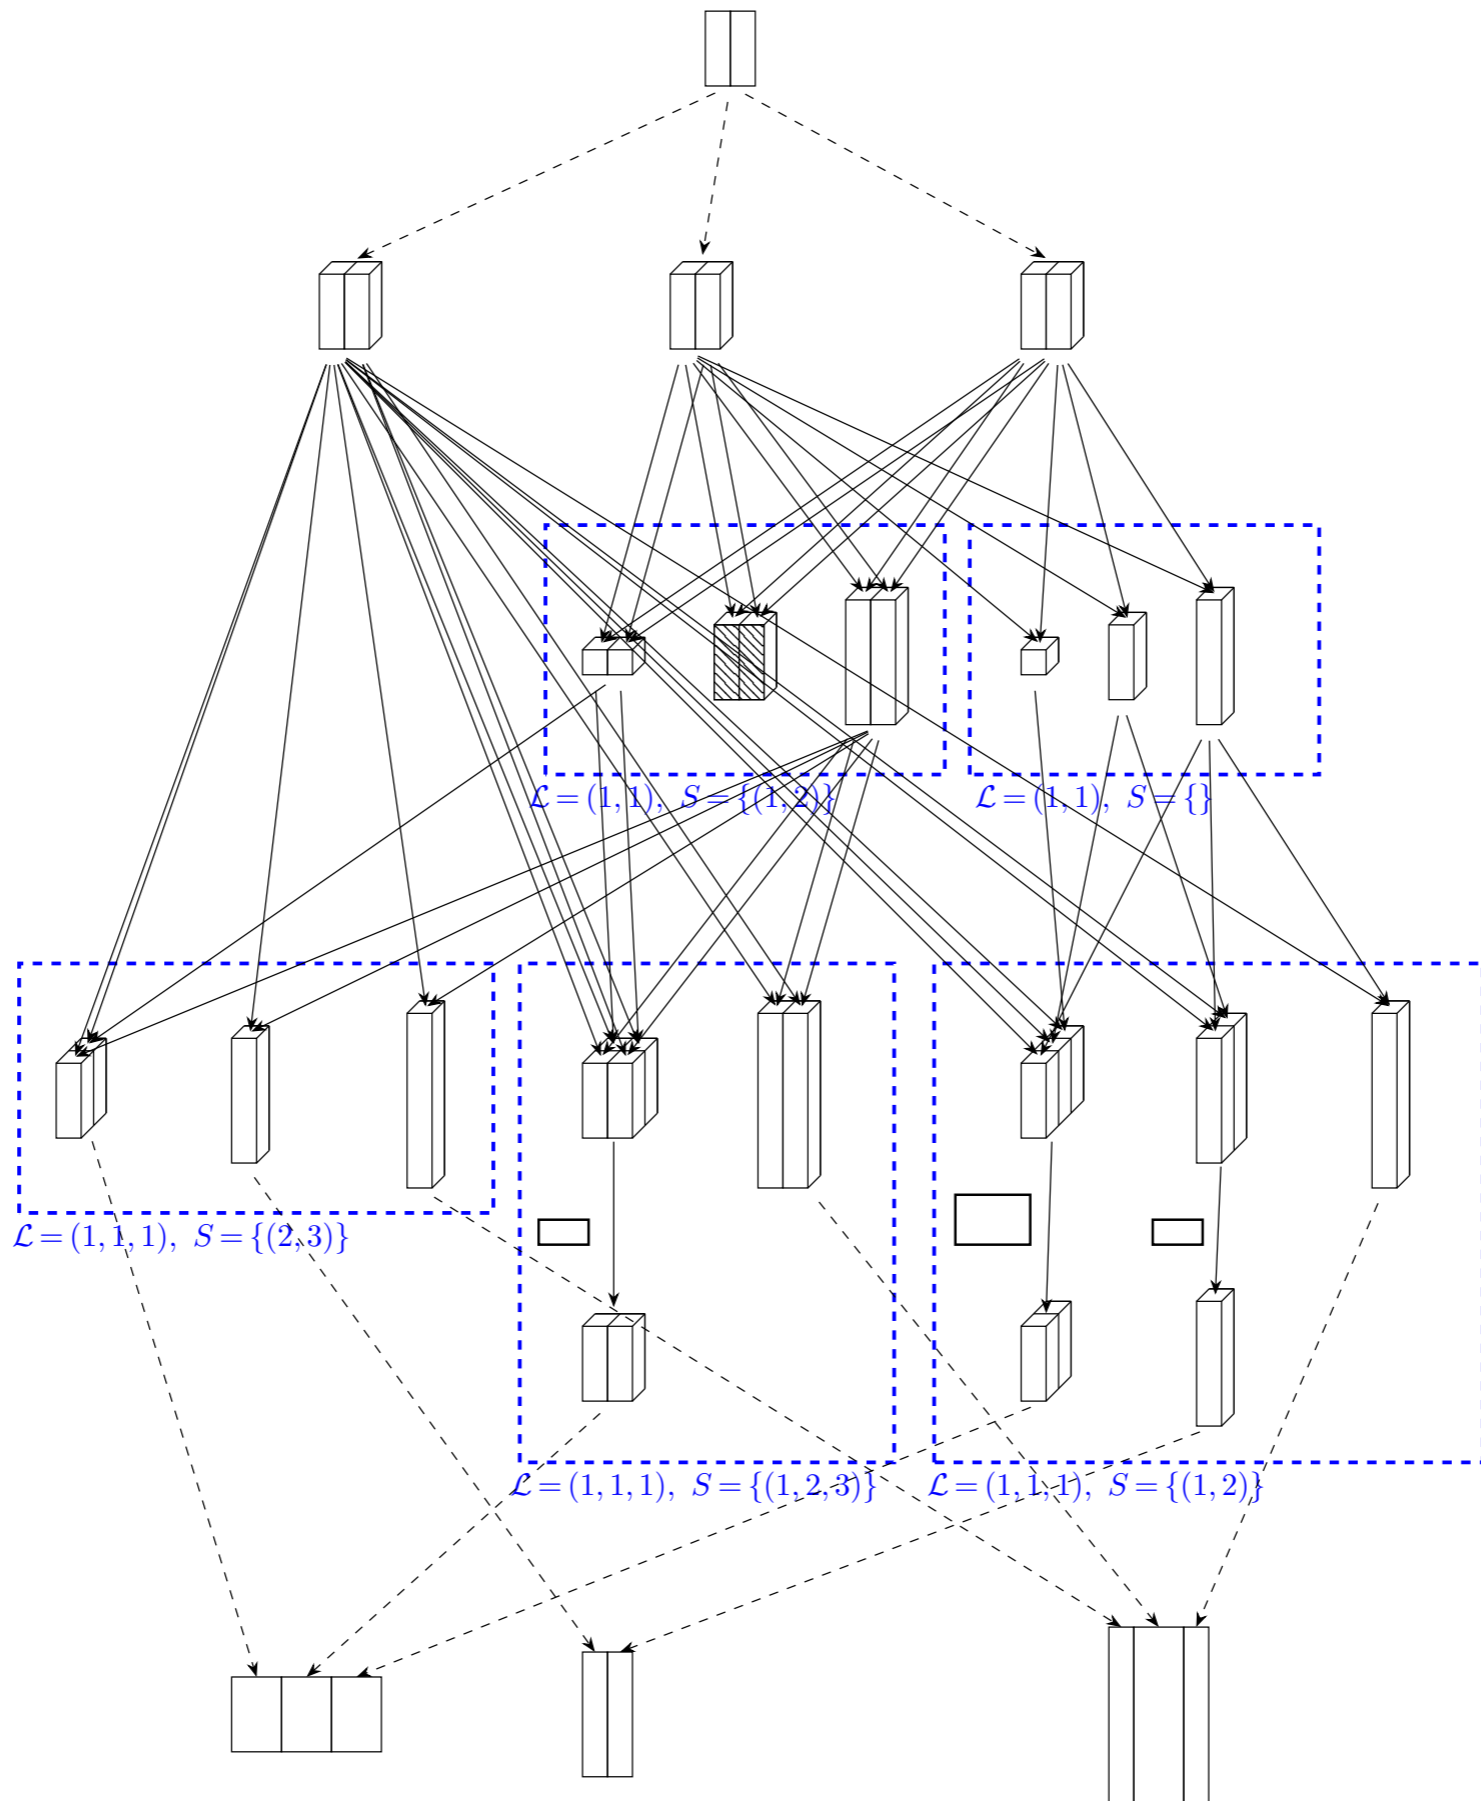 ℒ = (1, 1), S = {(1, 2)}
ℒ = (1, 1), S = {}
ℒ = (1, 1, 1), S = {(2, 3)}
ℒ = (1, 1, 1), S = {(1, 2, 3)}
ℒ = (1, 1, 1), S = {(1, 2)}